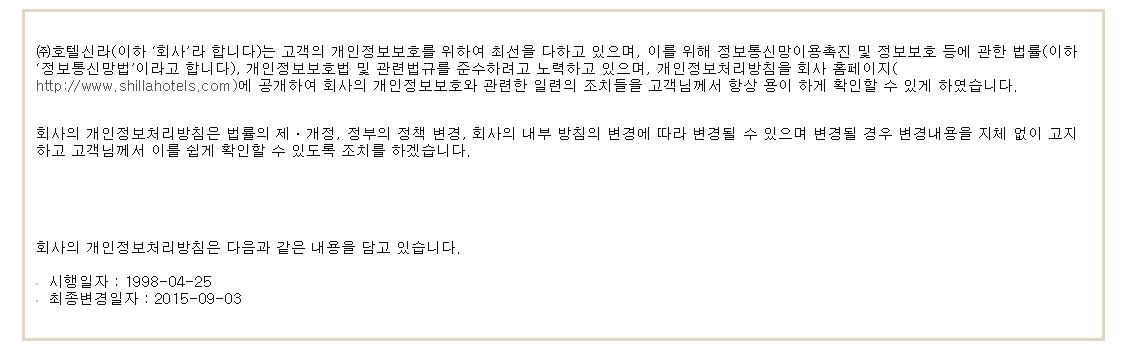 ㈜호텔신라(이하 ‘회사’라 합니다)는 고객의 개인정보보호를 위하여 최선을 다하고 있으며, 이를 위해 정보통신망이용촉진 및 정보보호 등에 관한 법률(이하
‘정보통신망법’이라고 합니다), 개인정보보호법 및 관련법규를 준수하려고 노력하고 있으며, 개인정보처리방침을 회사 홈페이지(
http://www.shillahotels.com)에 공개하여 회사의 개인정보보호와 관련한 일련의 조치들을 고객님께서 항상 용이 하게 확인할 수 있게 하였습니다.
회사의 개인정보처리방침은 법률의 제·개정, 정부의 정책 변경, 회사의 내부 방침의 변경에 따라 변경될 수 있으며 변경될 경우 변경내용을 지체 없이 고지
하고 고객님께서 이를 쉽게 확인할 수 있도록 조치를 하겠습니다.
회사의 개인정보처리방침은 다음과 같은 내용을 담고 있습니다.
· 시행일자 : 1998-04-25
· 최종변경일자 : 2015-09-03